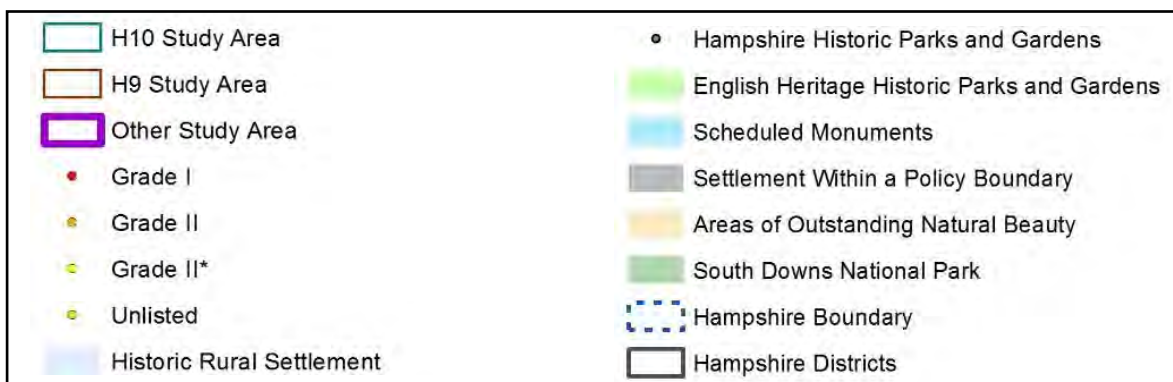 H10 Study Area
H9 Study Area
Other Study Area
Grade I
Grade II
Grade II*
Unlisted
Historic Rural Settlement
Hampshire Historic Parks and Gardens
English Heritage Historic Parks and Gardens
Scheduled Monuments
Settlement Within a Policy Boundary
Areas of Outstanding Natural Beauty
South Downs National Park
Hampshire Boundary
Hampshire Districts